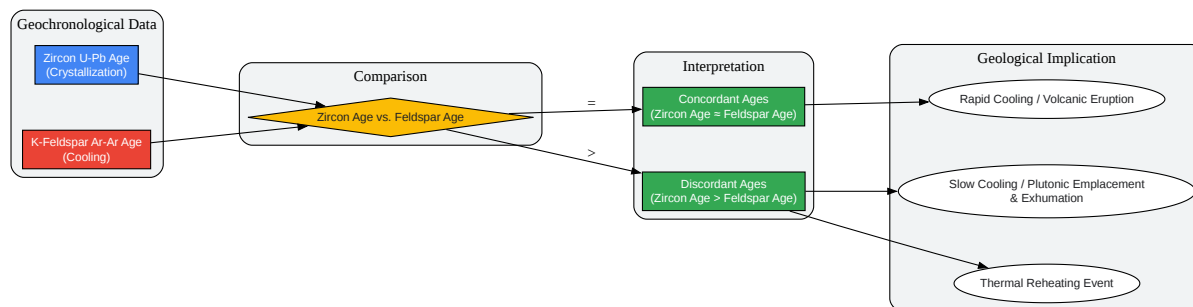 Geochronological Data
Zircon U-Pb Age
(Crystallization)
K-Feldspar Ar-Ar Age
(Cooling)
Comparison
Zircon Age vs. Feldspar Age
=
>
Interpretation
Concordant Ages
(Zircon Age ≈ Feldspar Age)
Discordant Ages
(Zircon Age > Feldspar Age)
Geological Implication
Rapid Cooling / Volcanic Eruption
Slow Cooling / Plutonic Emplacement
& Exhumation
Thermal Reheating Event